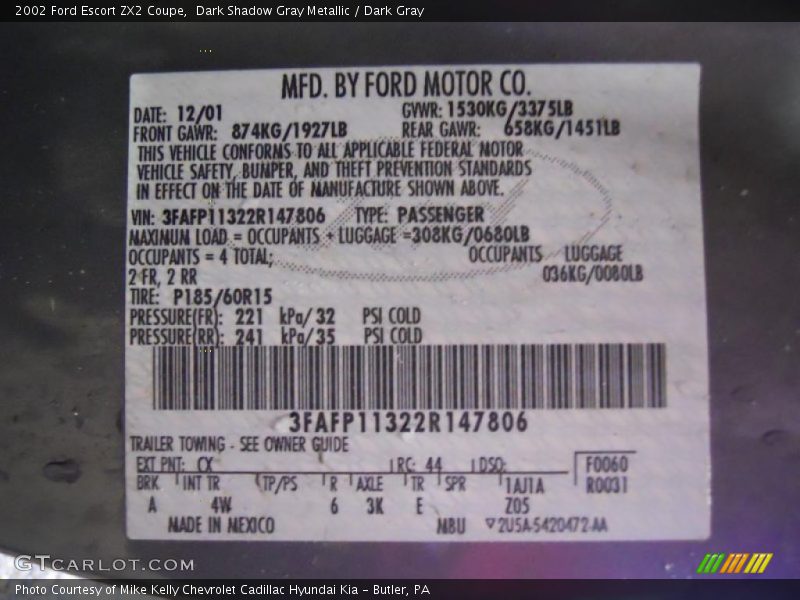 2002 Ford Escort ZX2 Coupe,  Dark Shadow Gray Metallic / Dark Gray
MFD. BY FORD MOTOR CO.
DATE: 12/01 GVWR: 1530KG/3375LB
FRONT GAWR: 874KG/1927LB REAR GAWR: 658KG/1451LB
THIS VEHICLE CONFORMS TO ALL APPLICABLE FEDERAL MOTOR
VEHICLE SAFETY, BUMPER, AND THEFT PREVENTION STANDARDS
IN EFFECT ON THE DATE OF MANUFACTURE SHOWN ABOVE.
VIN: 3FAFP11322R147806 TYPE: PASSENGER
MAXIMUM LOAD = OCCUPANTS + LUGGAGE =308KG/0680LB
OCCUPANTS = 4 TOTAL; OCCUPANTS LUGGAGE
2 FR, 2 RR 036KG/0080LB
TIRE: P185/60R15
PRESSURE(FR): 221 kPa/32 PSI COLD
PRESSURE(RR): 241 kPa/35 PSI COLD
3FAFP11322R147806
TRAILER TOWING - SEE OWNER GUIDE
EXT PNT: CX RC: 44 DSO: F0060
BRK INT TR TP/PS R AXLE TR SPR 1AJ1A R0031
A 4W 6 3K E Z05
MADE IN MEXICO N8U 2U5A-5420472-AA
GTCARLOT.COM
Photo Courtesy of Mike Kelly Chevrolet Cadillac Hyundai Kia – Butler, PA